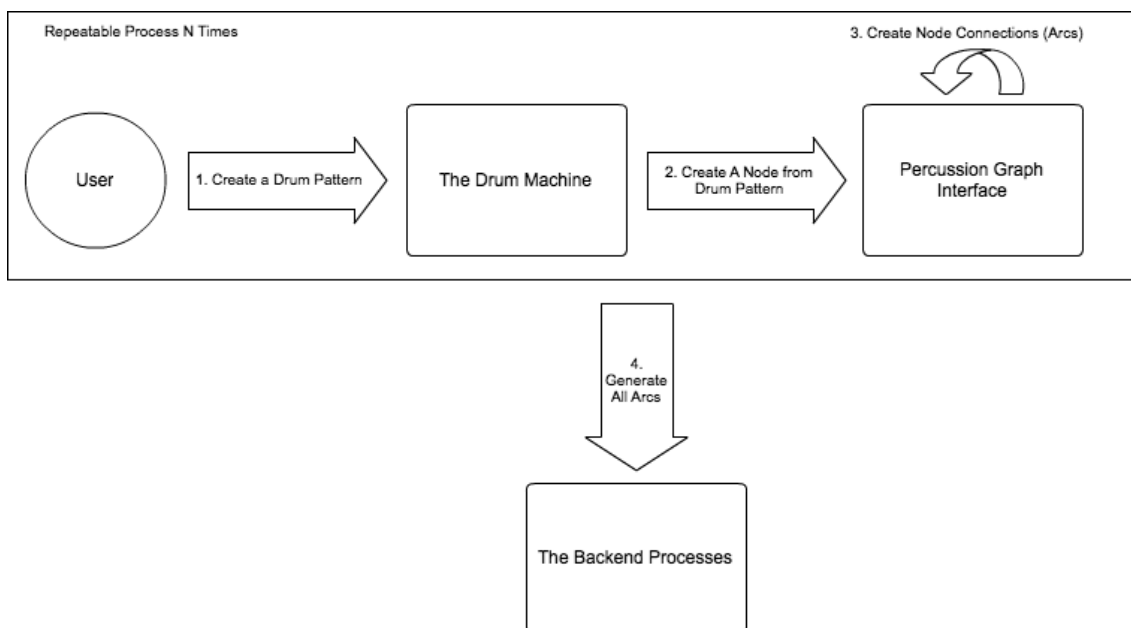 Repeatable Process N Times
3. Create Node Connections (Arcs)
User
1. Create a Drum Pattern
The Drum Machine
2. Create A Node from
Drum Pattern
Percussion Graph
Interface
4.
Generate
All Arcs
The Backend Processes